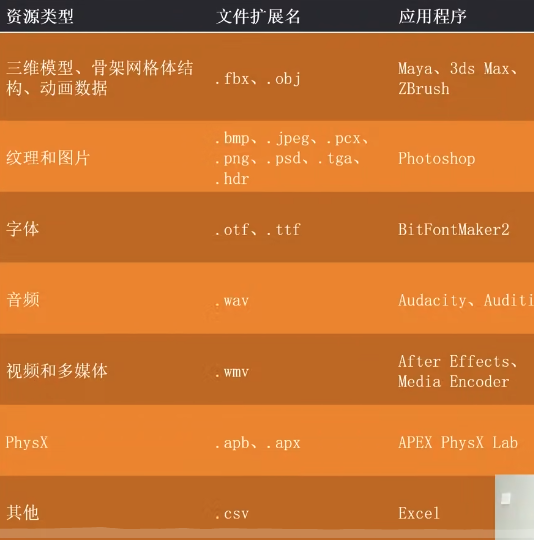 资源类型 文件扩展名 应用程序
三维模型、骨架网格体结
构、动画数据
.fbx、.obj
Maya、3ds Max、
ZBrush
纹理和图片
.bmp、.jpeg、.pcx、
.png、.psd、.tga、
.hdr
Photoshop
字体 .otf、.ttf BitFontMaker2
音频 .wav Audacity、Auditi
视频和多媒体 .wmv
After Effects、
Media Encoder
PhysX .apb、.apx APEX PhysX Lab
其他 .csv Excel